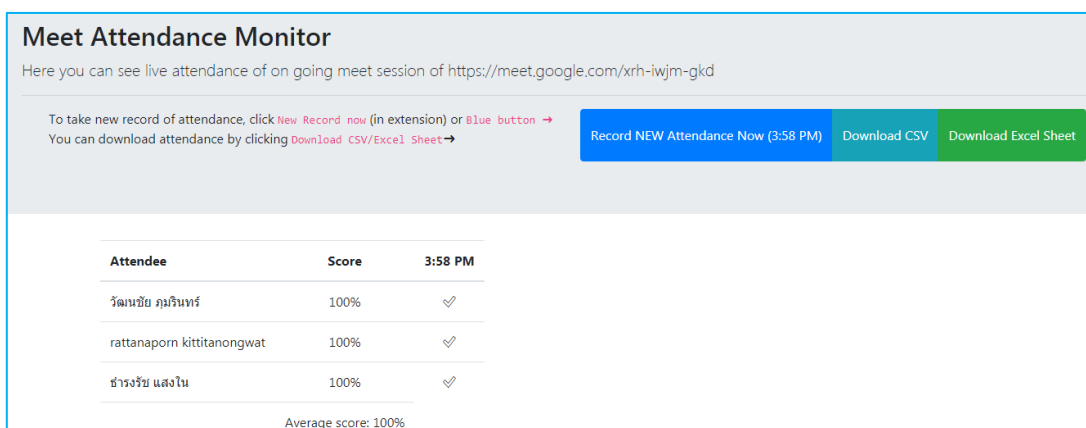 Meet Attendance Monitor
Here you can see live attendance of on going meet session of https://meet.google.com/xrh-iwjm-gkd
To take new record of attendance, click New Record now (in extension) or Blue button →
You can download attendance by clicking Download CSV/Excel Sheet→
Record NEW Attendance Now (3:58 PM) Download CSV Download Excel Sheet
Attendee Score 3:58 PM
วัฒนชัย ภุมรินทร์ 100% ✓
rattanaporn kittitanongwat 100% ✓
ธำรงรัช แสงใน 100% ✓
Average score: 100%